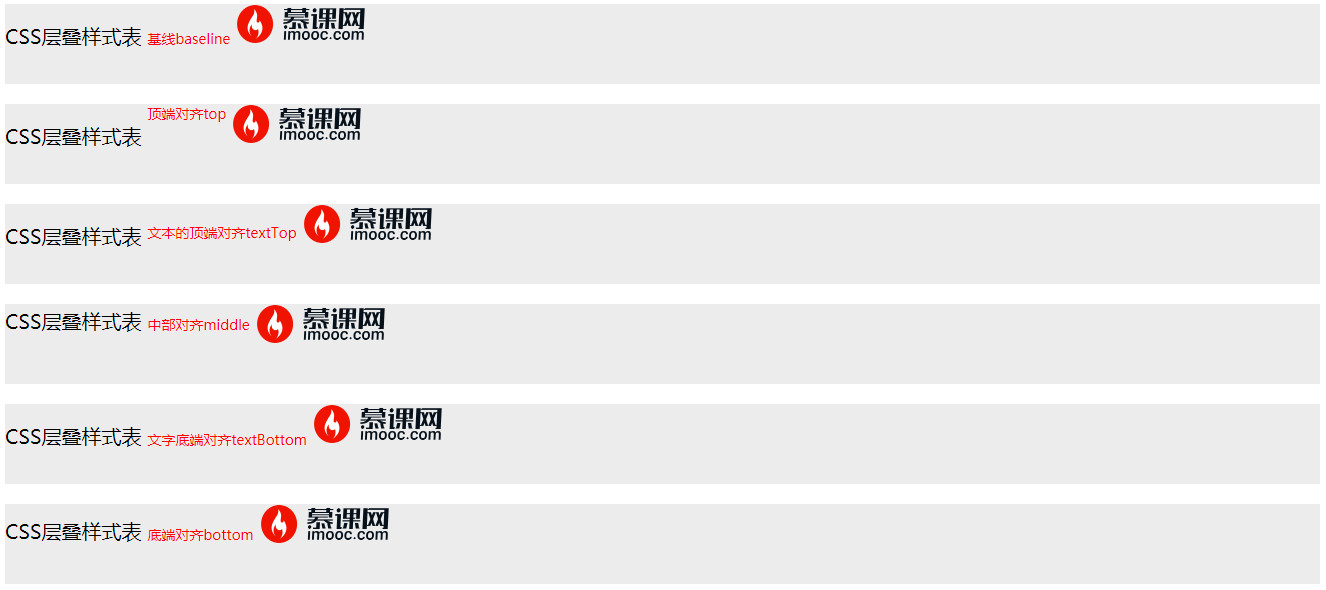 CSS层叠样式表 基线baseline 慕课网 imooc.com
CSS层叠样式表 顶端对齐top 慕课网 imooc.com
CSS层叠样式表 文本的顶端对齐textTop 慕课网 imooc.com
CSS层叠样式表 中部对齐middle 慕课网 imooc.com
CSS层叠样式表 文字底端对齐textBottom 慕课网 imooc.com
CSS层叠样式表 底端对齐bottom 慕课网 imooc.com